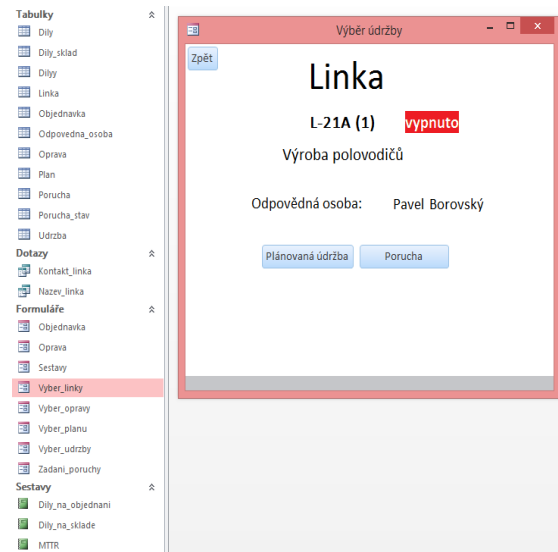 Tabulky
Dily
Dily_sklad
Dilyy
Linka
Objednavka
Odpovedna_osoba
Oprava
Plan
Porucha
Porucha_stav
Udrzba
Dotazy
Kontakt_linka
Nazev_linka
Formuláře
Objednavka
Oprava
Sestavy
Vyber_linky
Vyber_opravy
Vyber_planu
Vyber_udrzby
Zadani_poruchy
Sestavy
Dily_na_objednani
Dily_na_sklade
MTTR
Výběr údržby
Zpět
Linka
L-21A (1) vypnuto
Výroba polovodičů
Odpovědná osoba: Pavel Borovský
Plánovaná údržba Porucha